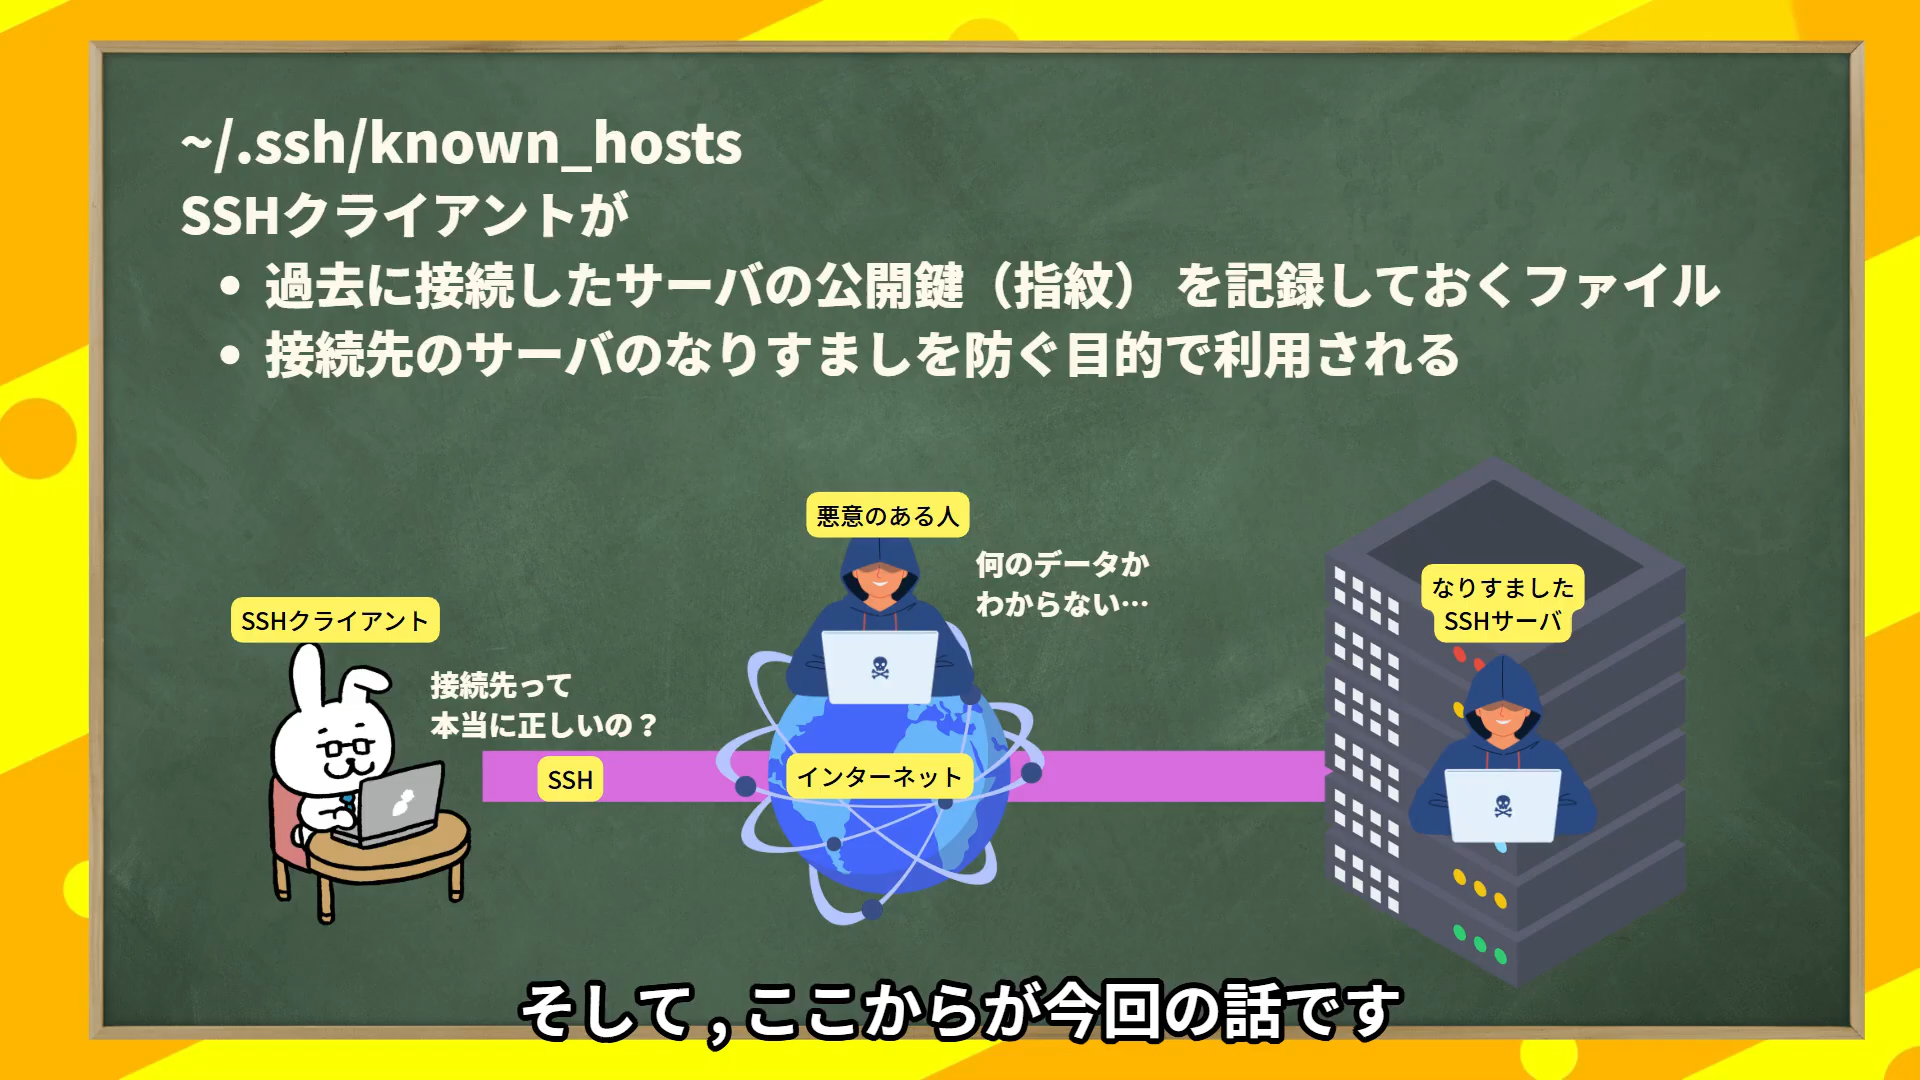 ~/.ssh/known_hosts
SSHクライアントが
• 過去に接続したサーバの公開鍵（指紋） を記録しておくファイル
• 接続先のサーバのなりすましを防ぐ目的で利用される
悪意のある人
何のデータか
わからない…
なりすました
SSHサーバ
SSHクライアント
接続先って
本当に正しいの？
SSH
インターネット
そして,ここからが今回の話です